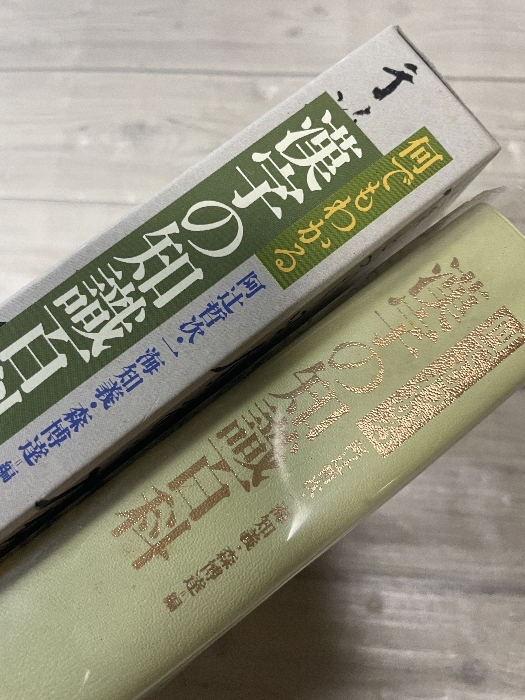 何でもわかる
漢字の知識百科
阿辻哲次・一海知義・森博達=編
漢字の知識百科
海知義・森博達=編